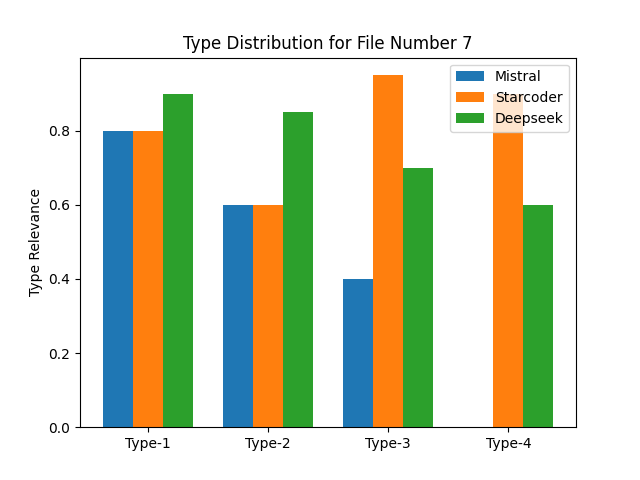 Type Distribution for File Number 7
Mistral
Starcoder
Deepseek
Type Relevance
0.8
0.6
0.4
0.2
0.0
Type-1 Type-2 Type-3 Type-4